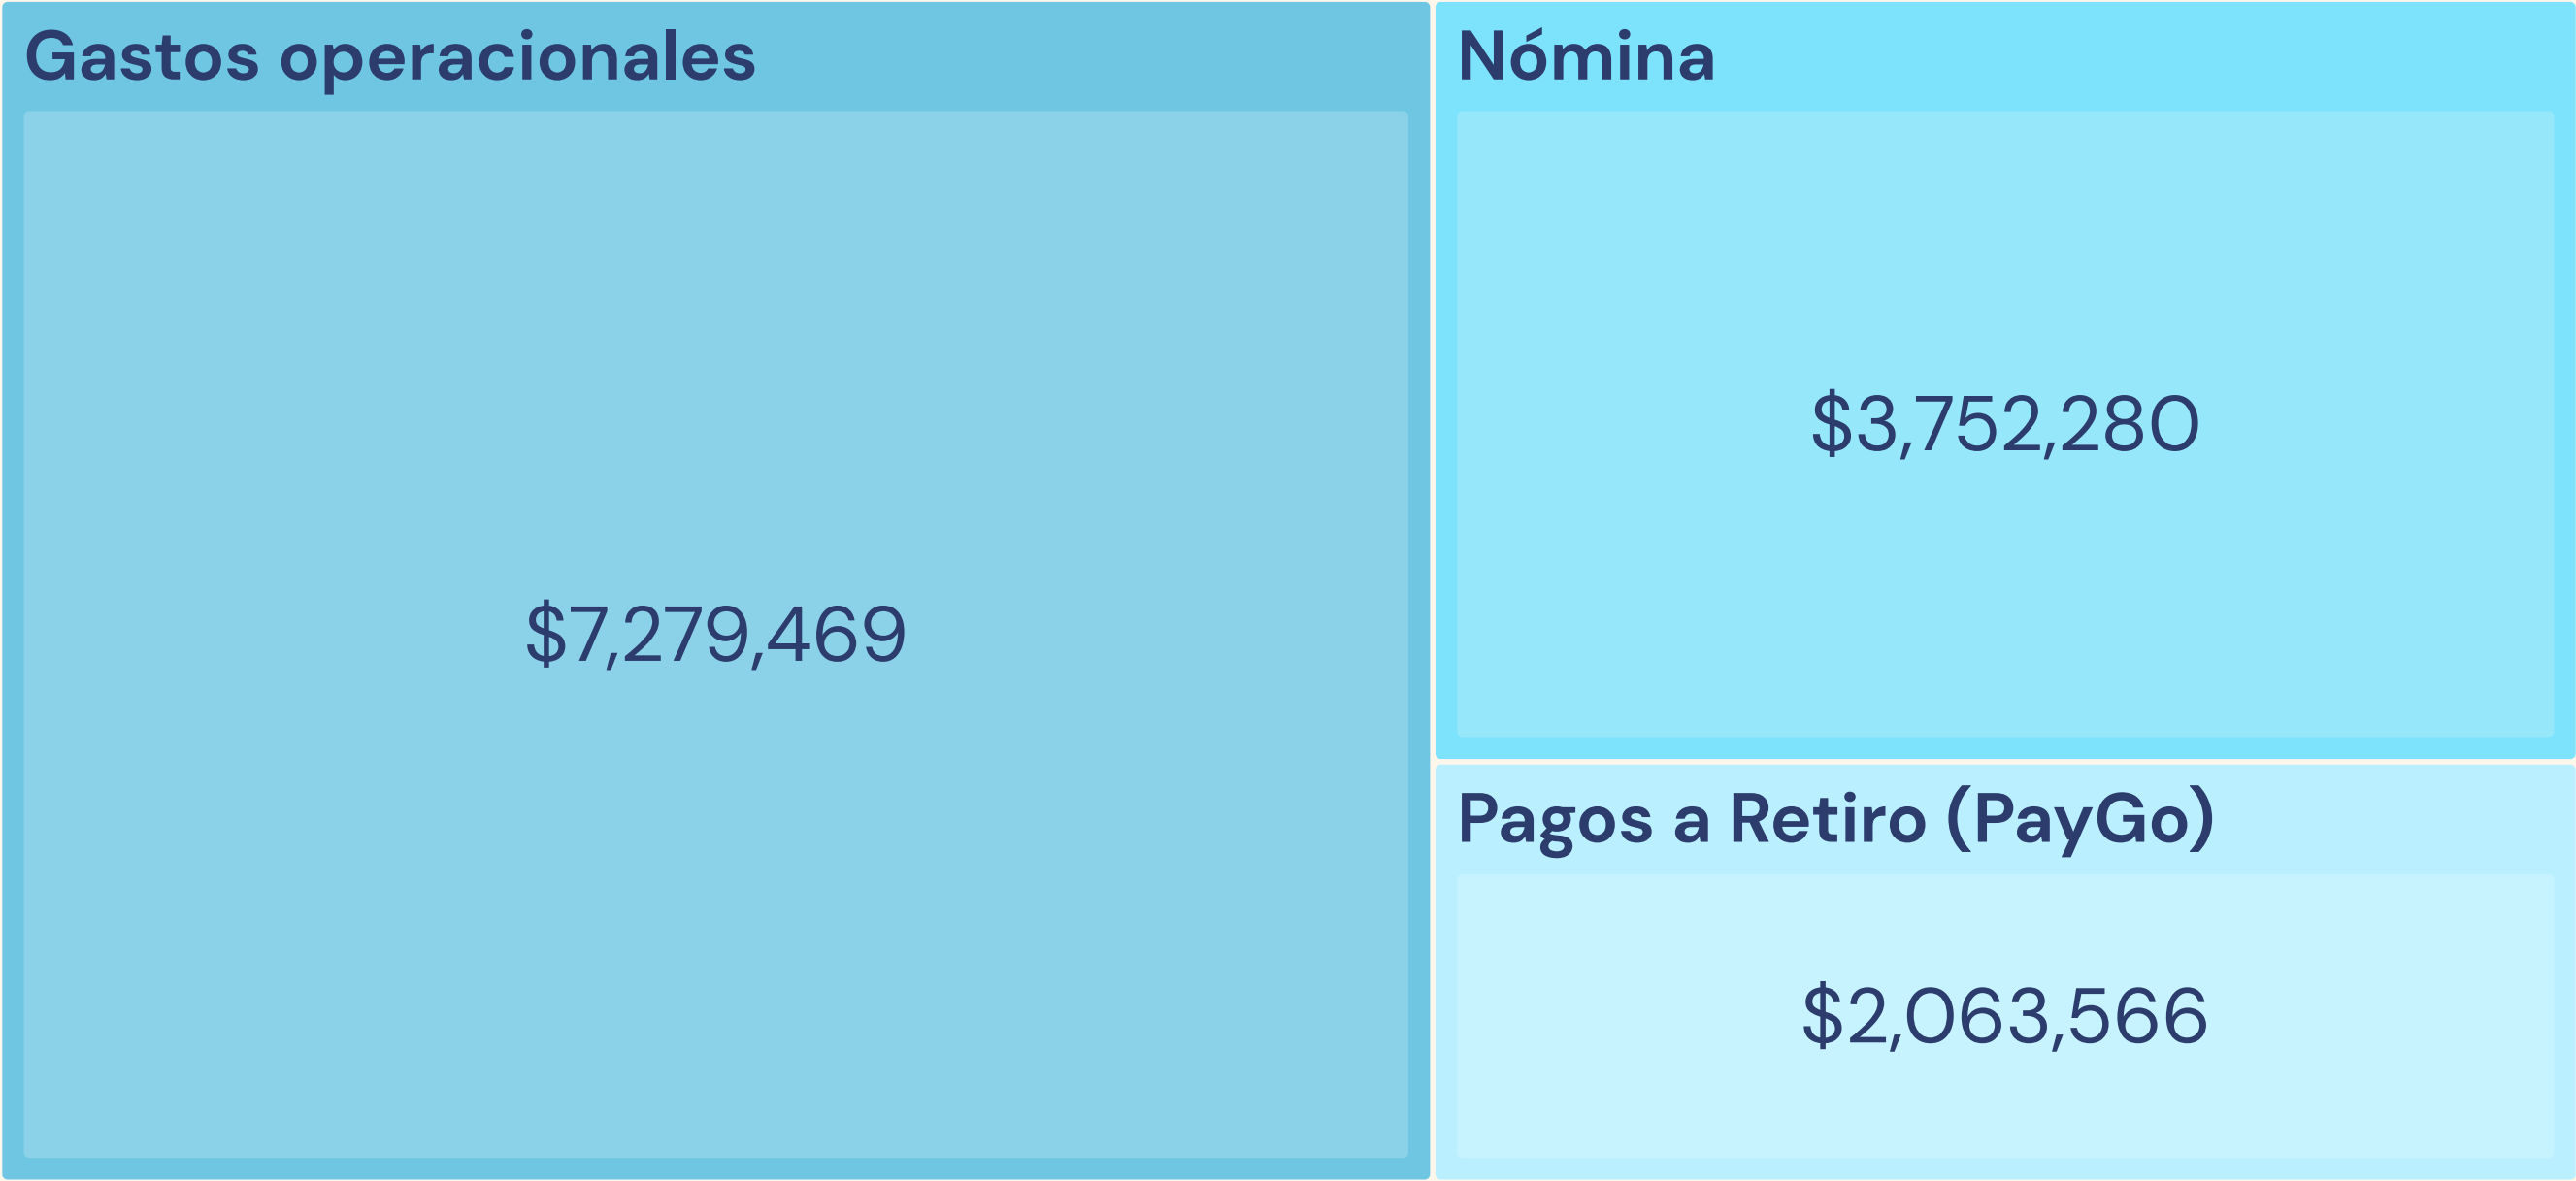 Gastos operacionales
$7,279,469
Nómina
$3,752,280
Pagos a Retiro (PayGo)
$2,063,566